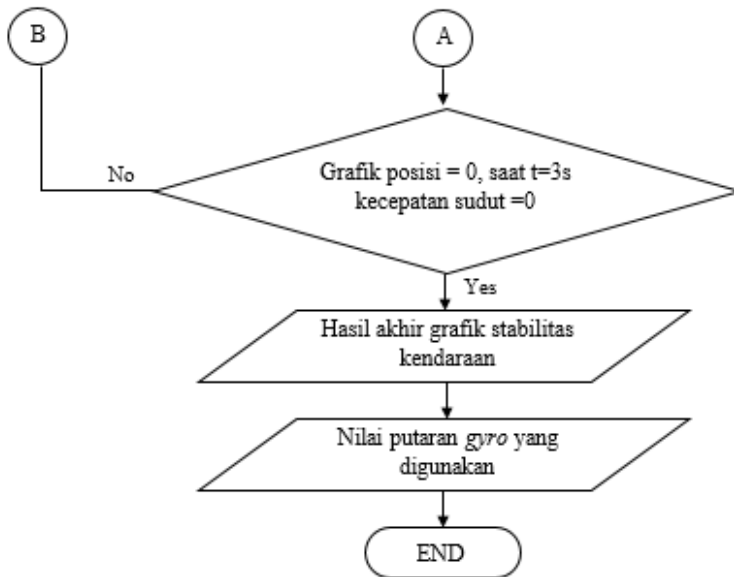 B
A
No
Grafik posisi = 0, saat t=3s
kecepatan sudut =0
Yes
Hasil akhir grafik stabilitas
kendaraan
Nilai putaran gyro yang
digunakan
END